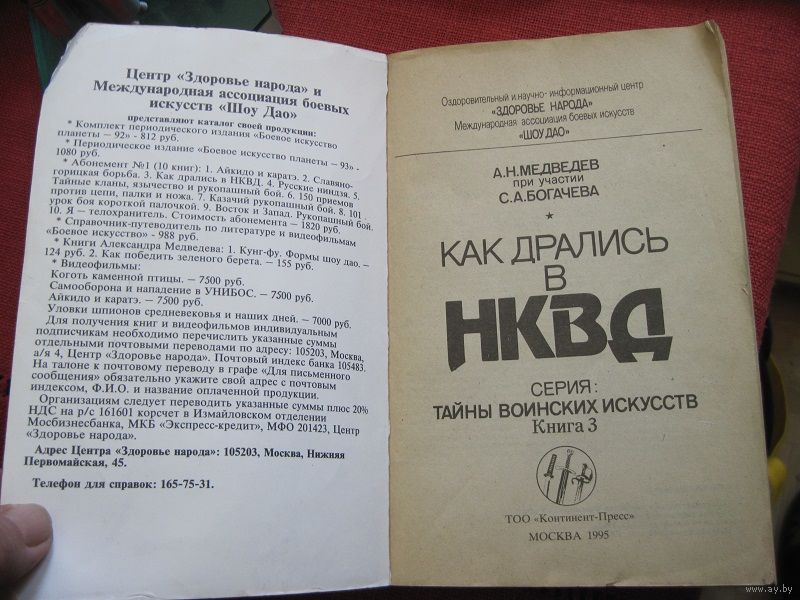 Центр «Здоровье народа» и
Международная ассоциация боевых
искусств «Шоу Дао»
представляют каталог своей продукции:
* Комплект периодического издания «Боевое искусство
планеты — 92» - 812 руб.
* Периодическое издание «Боевое искусство планеты — 93» -
1080 руб.
* Абонемент №1 (10 книг): 1. Айкидо и каратэ. 2. Славяно-
горицкая борьба. 3. Как дрались в НКВД. 4. Русские ниндзя. 5.
Тайные кланы, язычество и рукопашный бой. 6. 150 приемов
против цепи, палки и ножа. 7. Казачий рукопашный бой. 8. 101
урок боя короткой палочкой. 9. Восток и Запад. Рукопашный бой.
10. Я — телохранитель. Стоимость абонемента — 1820 руб.
* Справочник-путеводитель по литературе и видеофильмам
«Боевое искусство» - 988 руб.
* Книги Александра Медведева: 1. Кунг-фу. Формы шоу дао. —
124 руб. 2. Как победить зеленого берета. — 155 руб.
* Видеофильмы:
Коготь каменной птицы. — 7500 руб.
Самооборона и нападение в УНИБОС. — 7500 руб.
Айкидо и каратэ. — 7500 руб.
Уловки шпионов средневековья и наших дней. — 7000 руб.
Для получения книг и видеофильмов индивидуальным
подписчикам необходимо перечислить указанные суммы
отдельными почтовыми переводами по адресу: 105203, Москва,
а/я 4, Центр «Здоровье народа». Почтовый индекс банка 105483.
На талоне к почтовому переводу в графе «Для письменного
сообщения» обязательно укажите свой адрес с почтовым
индексом, Ф.И.О. и название оплаченной продукции.
Организациям следует переводить указанные суммы плюс 20%
НДС на р/с 161601 корсчет в Измайловском отделении
Мосбизнесбанка, МКБ «Экспресс-кредит», МФО 201423, Центр
«Здоровье народа».
Адрес Центра «Здоровье народа»: 105203, Москва, Нижняя
Первомайская, 45.
Телефон для справок: 165-75-31.
Оздоровительный и научно- информационный центр
«ЗДОРОВЬЕ НАРОДА»
Международная ассоциация боевых искусств
«ШОУ ДАО»
А.Н.МЕДВЕДЕВ
при участии
С.А.БОГАЧЕВА
КАК ДРАЛИСЬ
В
НКВД
СЕРИЯ:
ТАЙНЫ ВОИНСКИХ ИСКУССТВ
Книга 3
ТОО «Континент-Пресс»
МОСКВА 1995
www.ay.by